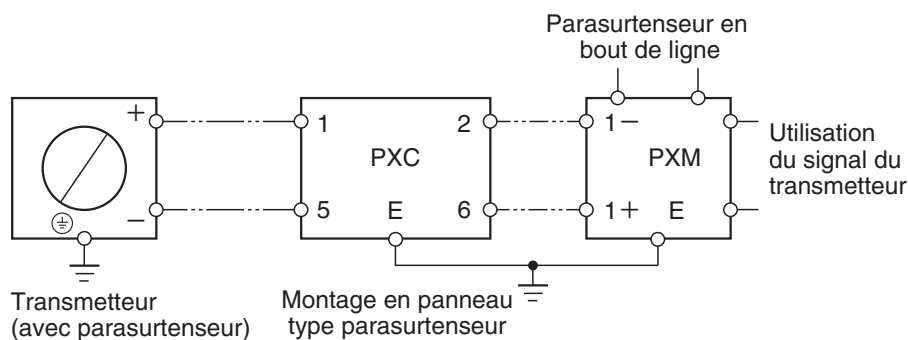 Parasurtenseur en
bout de ligne
+
1
2
1−
PXC
PXM
Utilisation
du signal du
transmetteur
−
5
E
6
1+
E
Transmetteur
(avec parasurtenseur)
Montage en panneau
type parasurtenseur